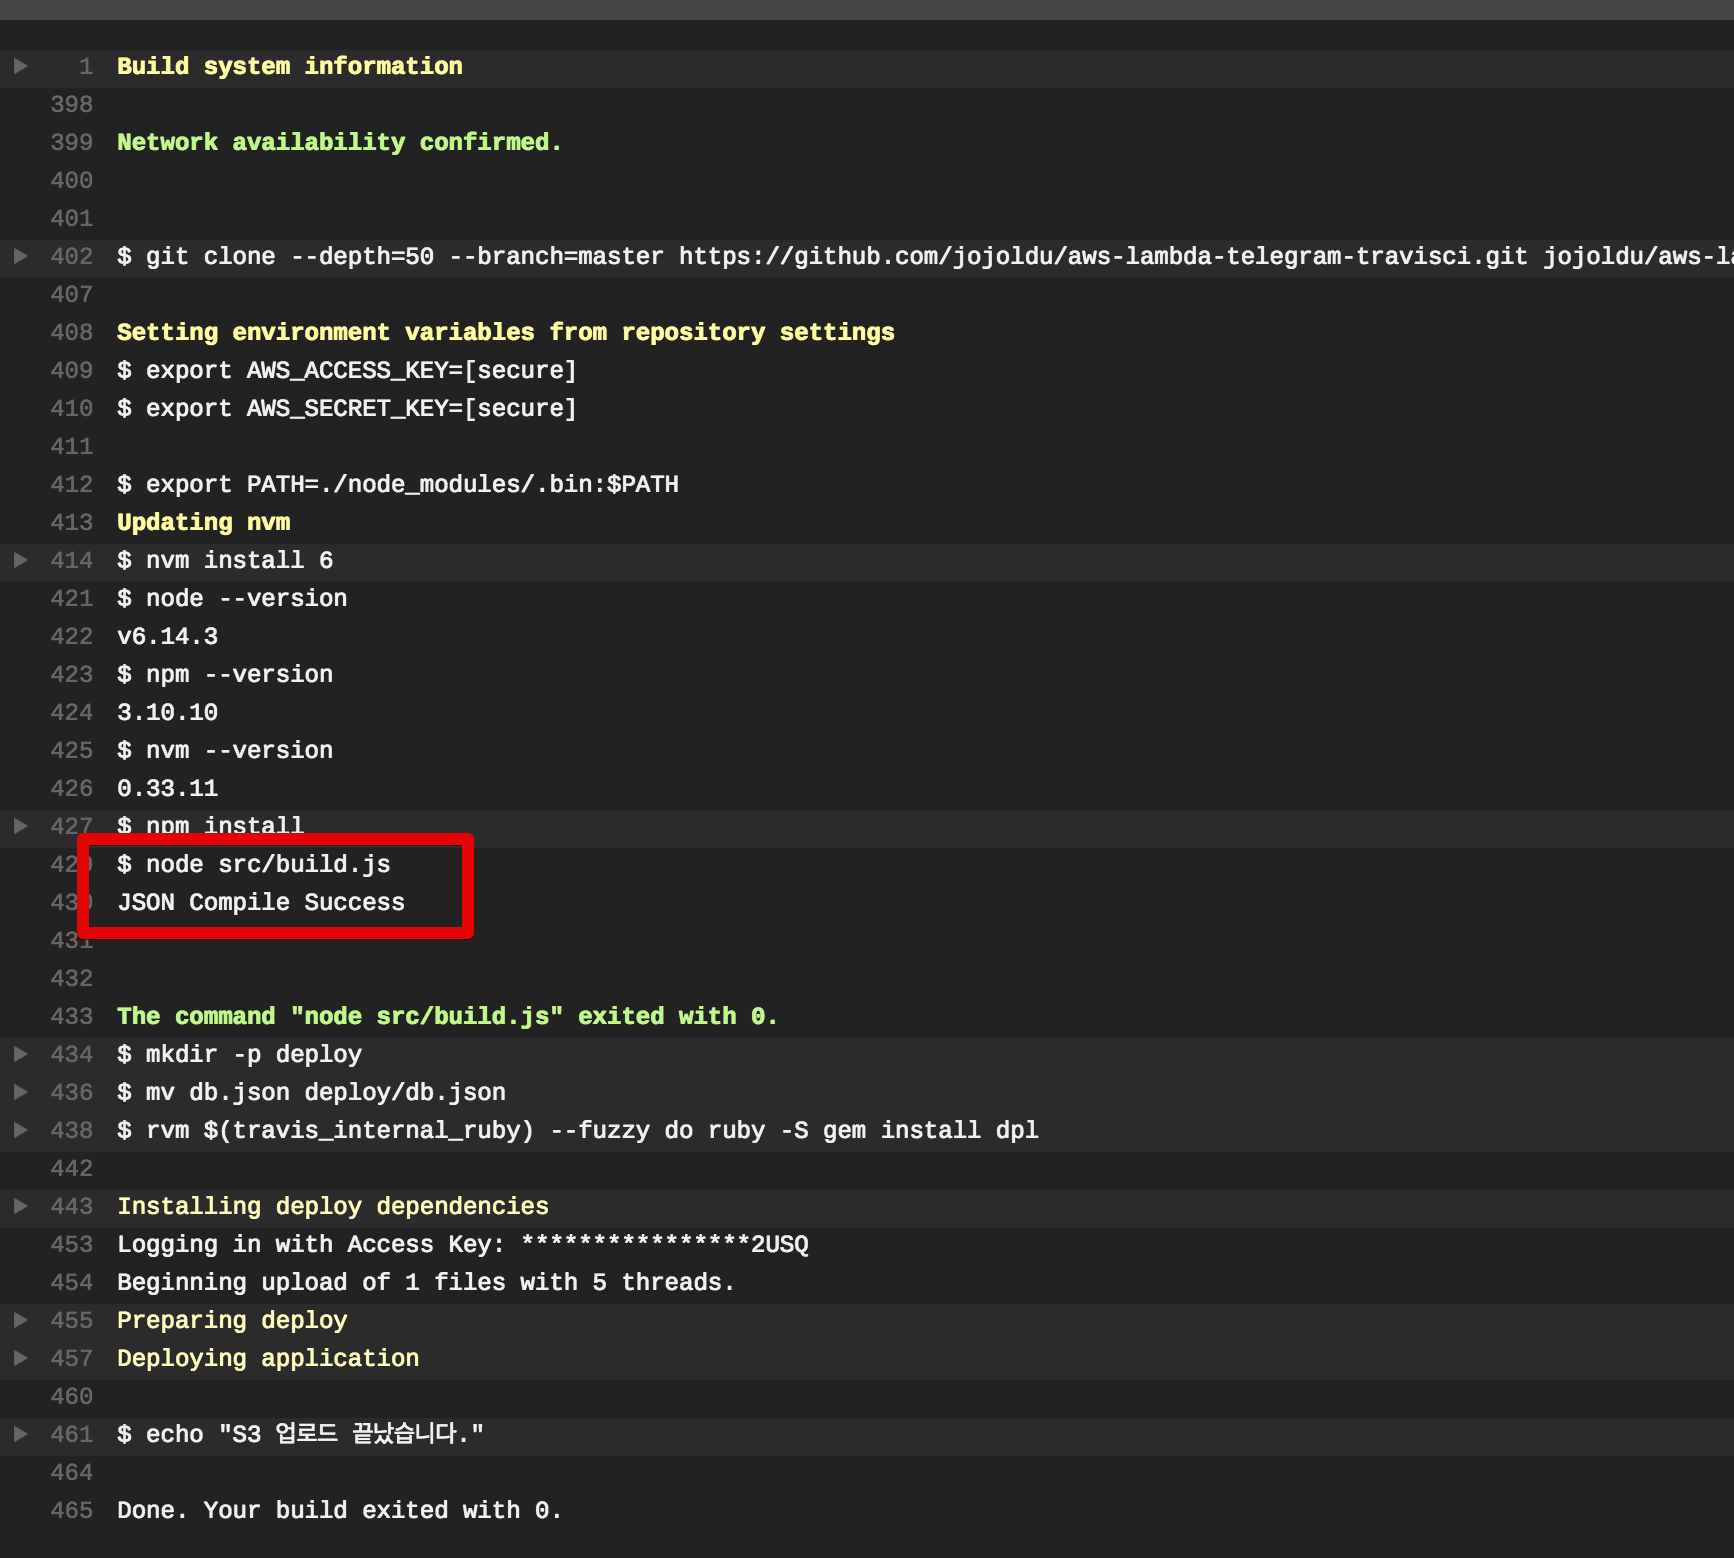 1 Build system information
398
399 Network availability confirmed.
400
401
402 $ git clone --depth=50 --branch=master https://github.com/jojoldu/aws-lambda-telegram-travisci.git jojoldu/aws-la
407
408 Setting environment variables from repository settings
409 $ export AWS_ACCESS_KEY=[secure]
410 $ export AWS_SECRET_KEY=[secure]
411
412 $ export PATH=./node_modules/.bin:$PATH
413 Updating nvm
414 $ nvm install 6
421 $ node --version
422 v6.14.3
423 $ npm --version
424 3.10.10
425 $ nvm --version
426 0.33.11
427 $ npm install
429 $ node src/build.js
430 JSON Compile Success
431
432
433 The command "node src/build.js" exited with 0.
434 $ mkdir -p deploy
436 $ mv db.json deploy/db.json
438 $ rvm $(travis_internal_ruby) --fuzzy do ruby -S gem install dpl
442
443 Installing deploy dependencies
453 Logging in with Access Key: ****************2USQ
454 Beginning upload of 1 files with 5 threads.
455 Preparing deploy
457 Deploying application
460
461 $ echo "S3 업로드 끝났습니다."
464
465 Done. Your build exited with 0.